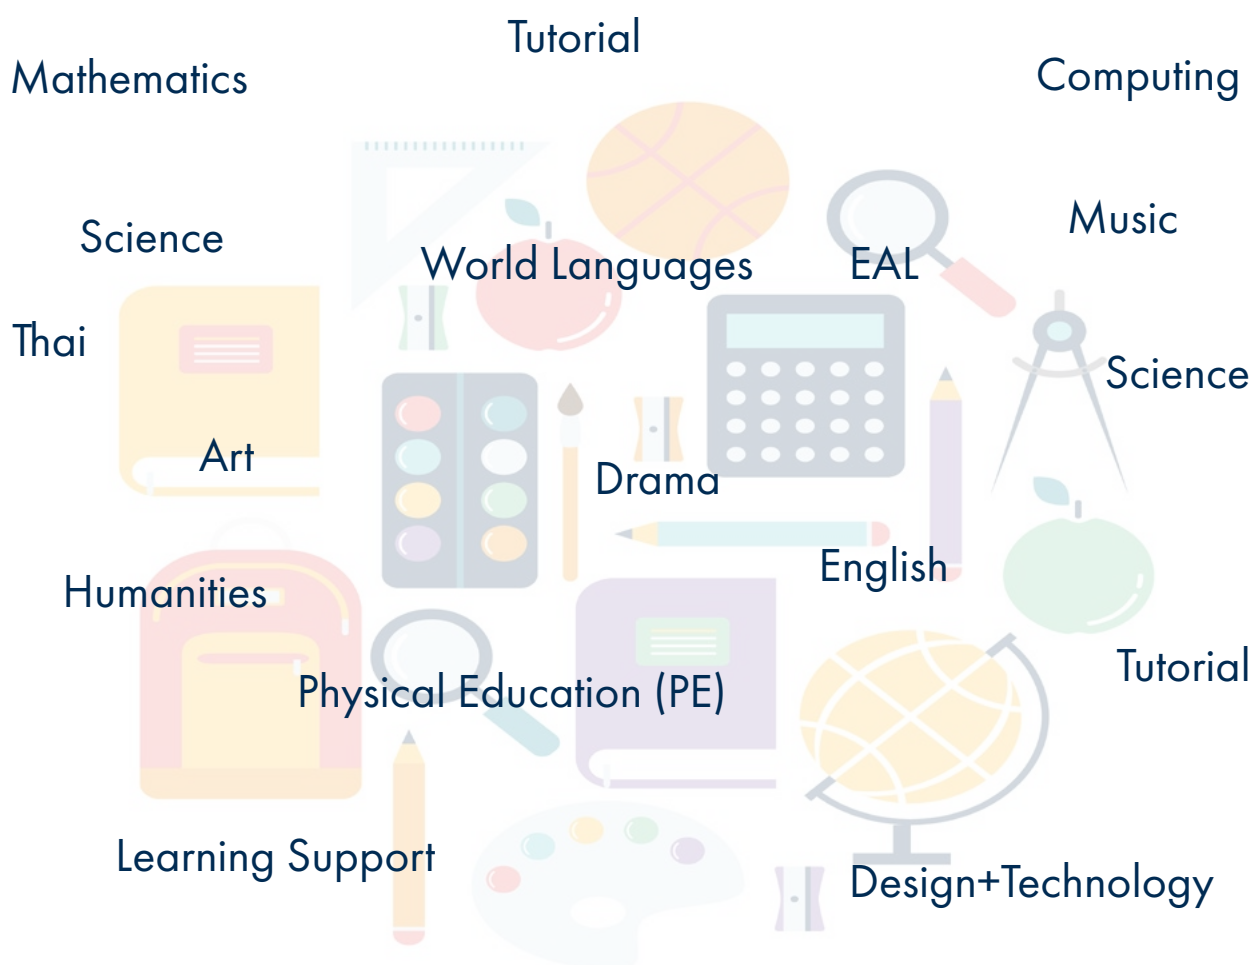 Tutorial
Mathematics
Computing
Music
Science
World Languages
EAL
Thai
Science
Art
Drama
English
Humanities
Tutorial
Physical Education (PE)
Learning Support
Design+Technology